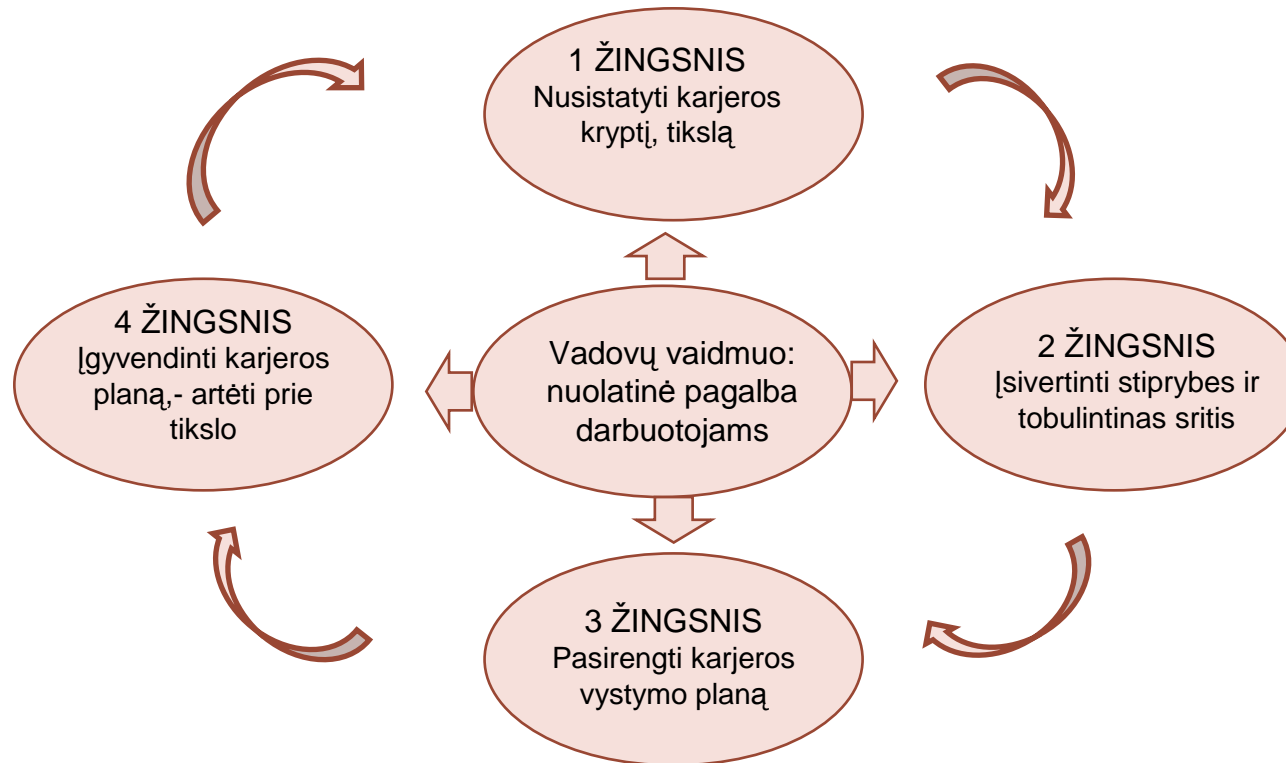 1 ŽINGSNIS
Nusistatyti karjeros
kryptį, tikslą
4 ŽINGSNIS
Įgyvendinti karjeros
planą,- artėti prie
tikslo
Vadovų vaidmuo:
nuolatinė pagalba
darbuotojams
2 ŽINGSNIS
Įsivertinti stiprybes ir
tobulintinas sritis
3 ŽINGSNIS
Pasirengti karjeros
vystymo planą